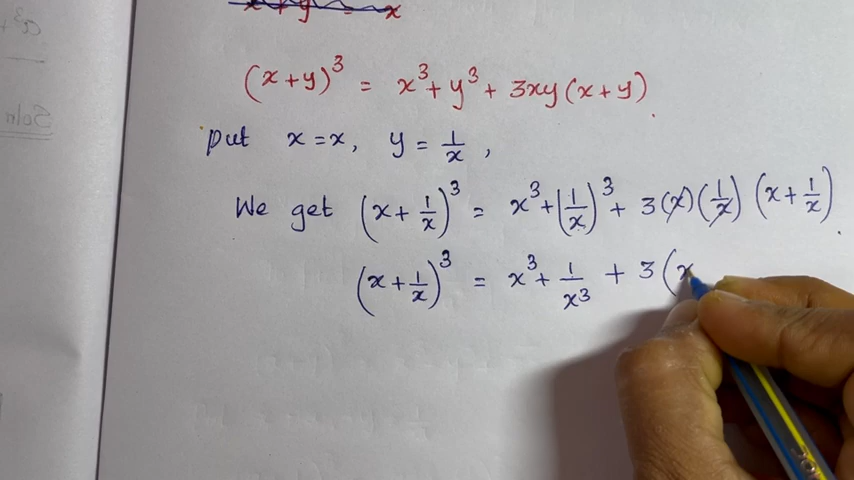 (x+y)³ = x³+y³+3xy(x+y).
put x=x, y = 1/x,
We get (x+1/x)³ = x³+(1/x)³+3(x)(1/x)(x+1/x).
(x+1/x)³ = x³+1/x³+3(x